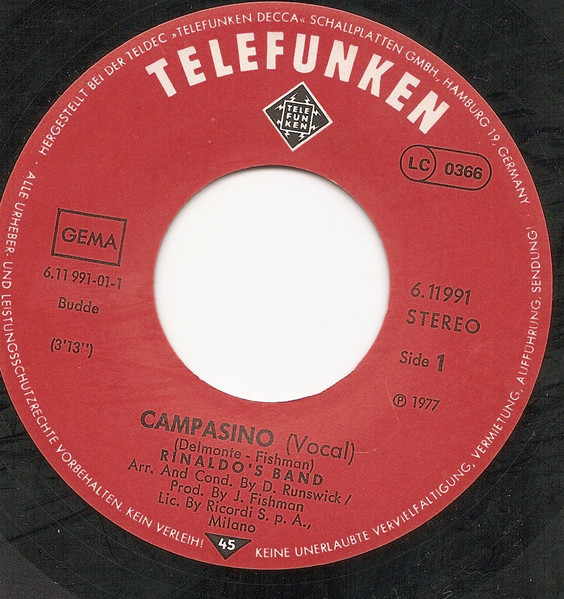 HERGESTELLT BEI DER TELDEC »TELEFUNKEN DECCA« SCHALLPLATTEN GMBH, HAMBURG 19, GERMANY · AUFFÜHRUNG, SENDUNG! VERMIETUNG, KEINE UNERLAUBTE VERVIELFALTIGUNG,
TELEFUNKEN
TELE
FUN
KEN
LC 0366
GEMA
6.11 991-01-1
Budde
(3'13'')
6.11991
STEREO
Side 1
℗ 1977
CAMPASINO (Vocal)
(Delmonte - Fishman)
RINALDO'S BAND
Arr. And Cond. By D. Runswick /
Prod. By J. Fishman
Lic. By Ricordi S. p. A.,
Milano
· ALLE URHEBER- UND LEISTUNGSSCHUTZRECHTE VORBEHALTEN. KEIN VERLEIH!
45